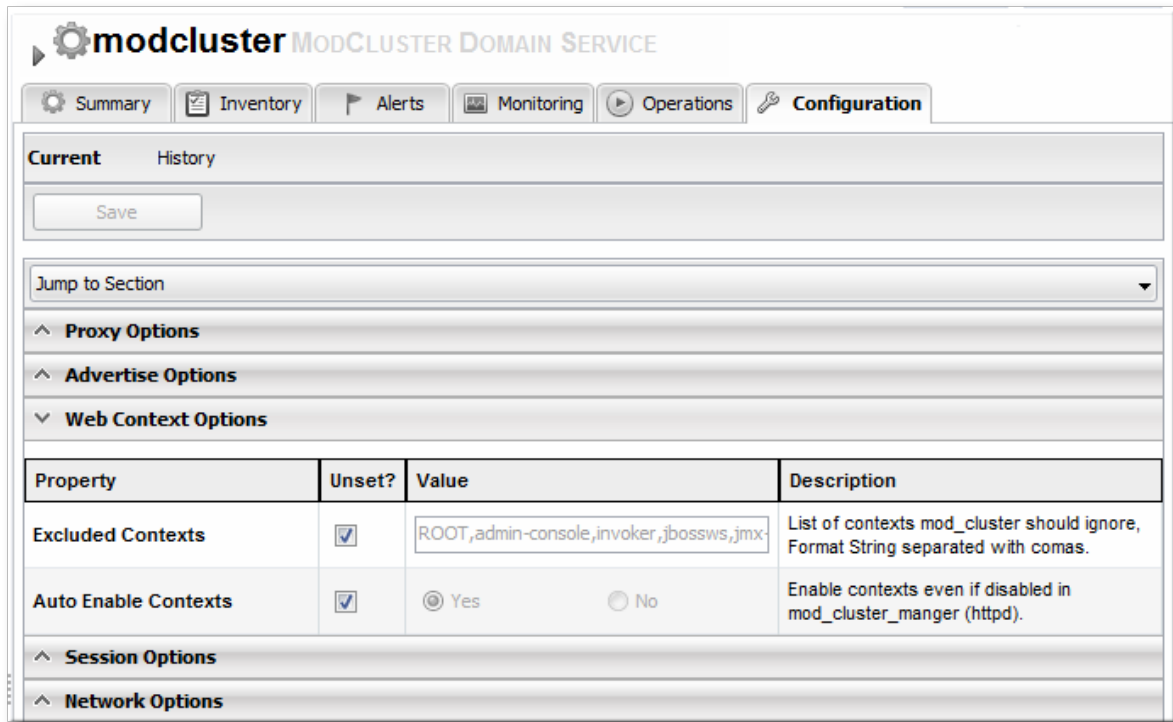 modcluster MODCLUSTER DOMAIN SERVICE
Summary Inventory Alerts Monitoring Operations Configuration
Current History
Save
Jump to Section
Proxy Options
Advertise Options
Web Context Options
Property Unset? Value Description
Excluded Contexts ROOT,admin-console,invoker,jbossws,jmx- List of contexts mod_cluster should ignore,
Format String separated with comas.
Auto Enable Contexts Yes No Enable contexts even if disabled in
mod_cluster_manger (httpd).
Session Options
Network Options